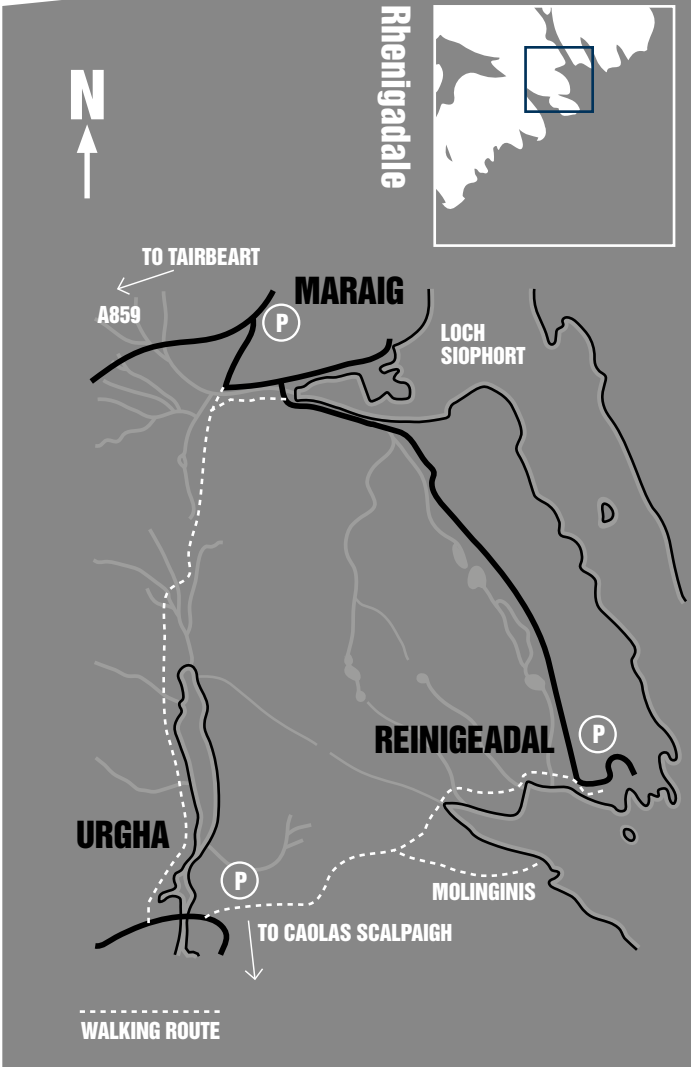 Rhenigadale
N
TO TAIRBEART
A859
MARAIG
P
LOCH
SIOPHORT
REINIGEADAL
P
URGHA
P
MOLINGINIS
TO CAOLAS SCALPAIGH
WALKING ROUTE